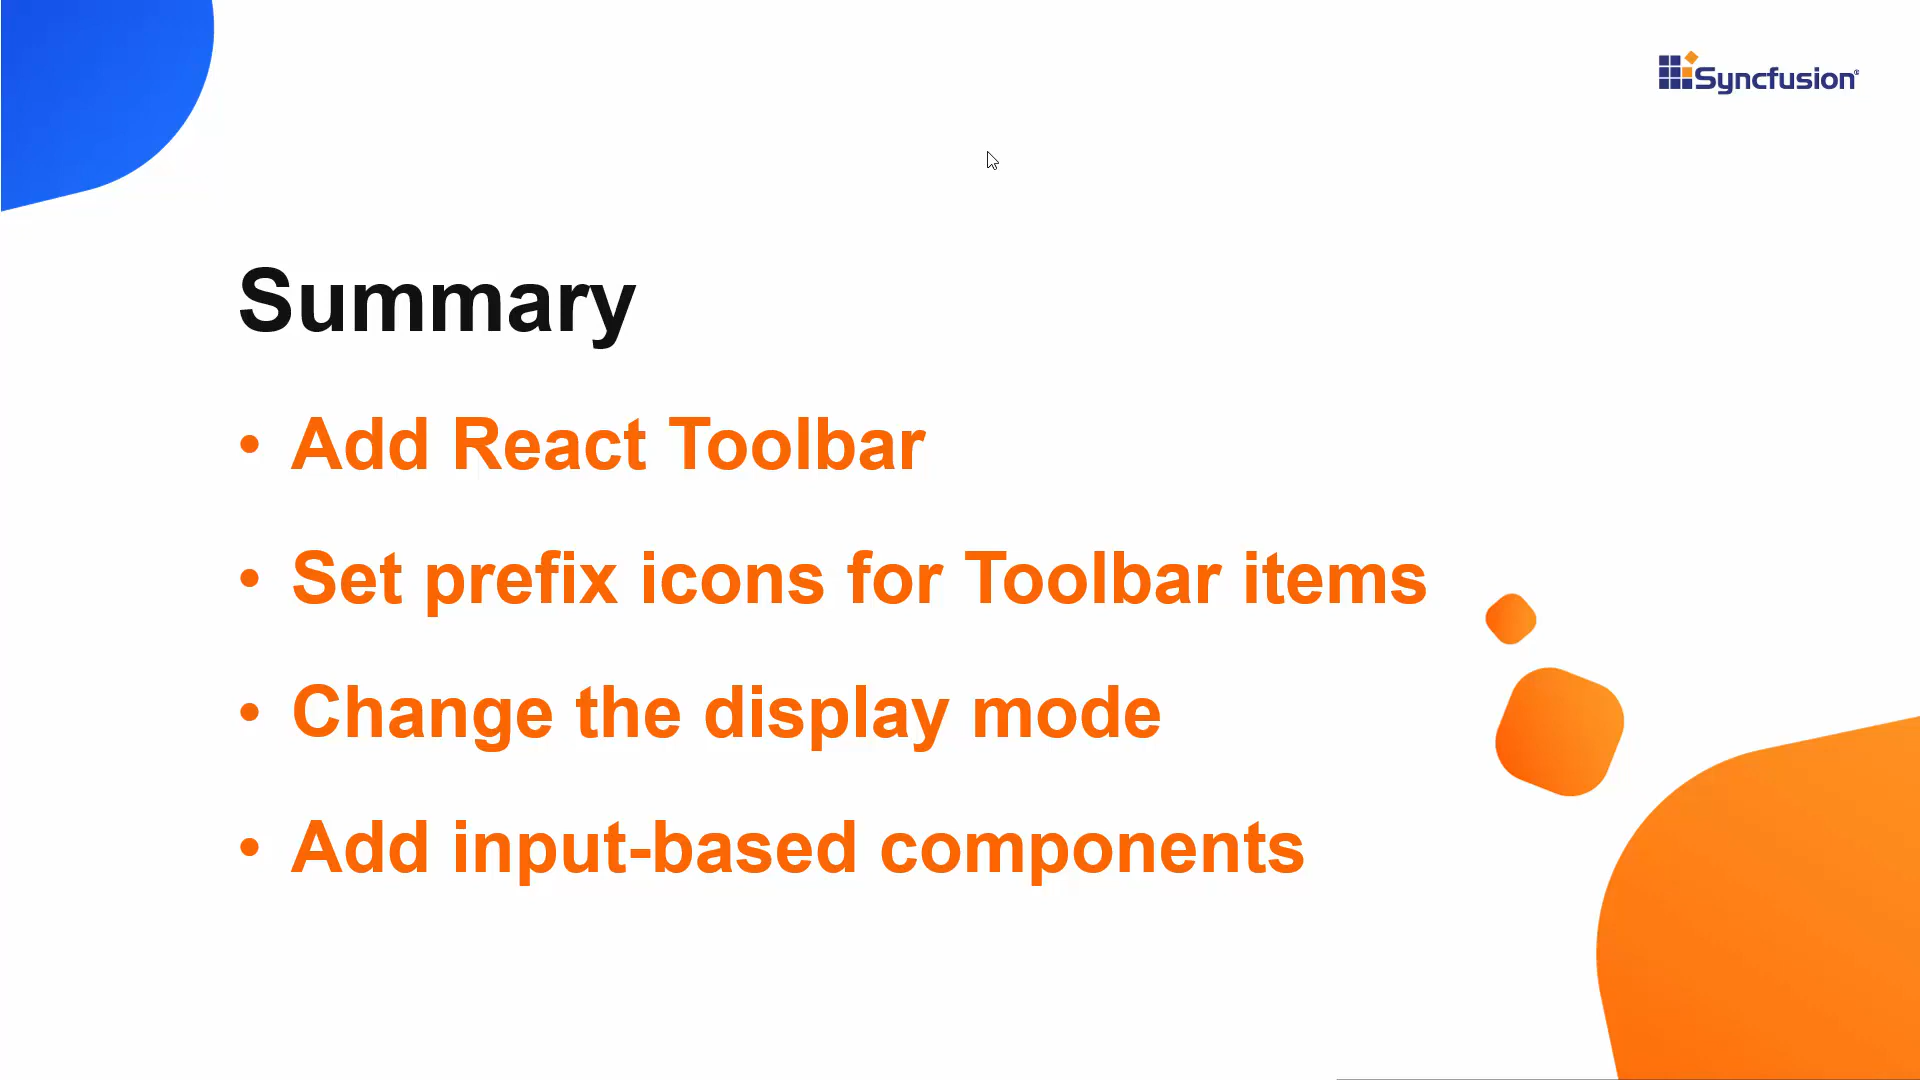 Syncfusion®
Summary
• Add React Toolbar
• Set prefix icons for Toolbar items
• Change the display mode
• Add input-based components